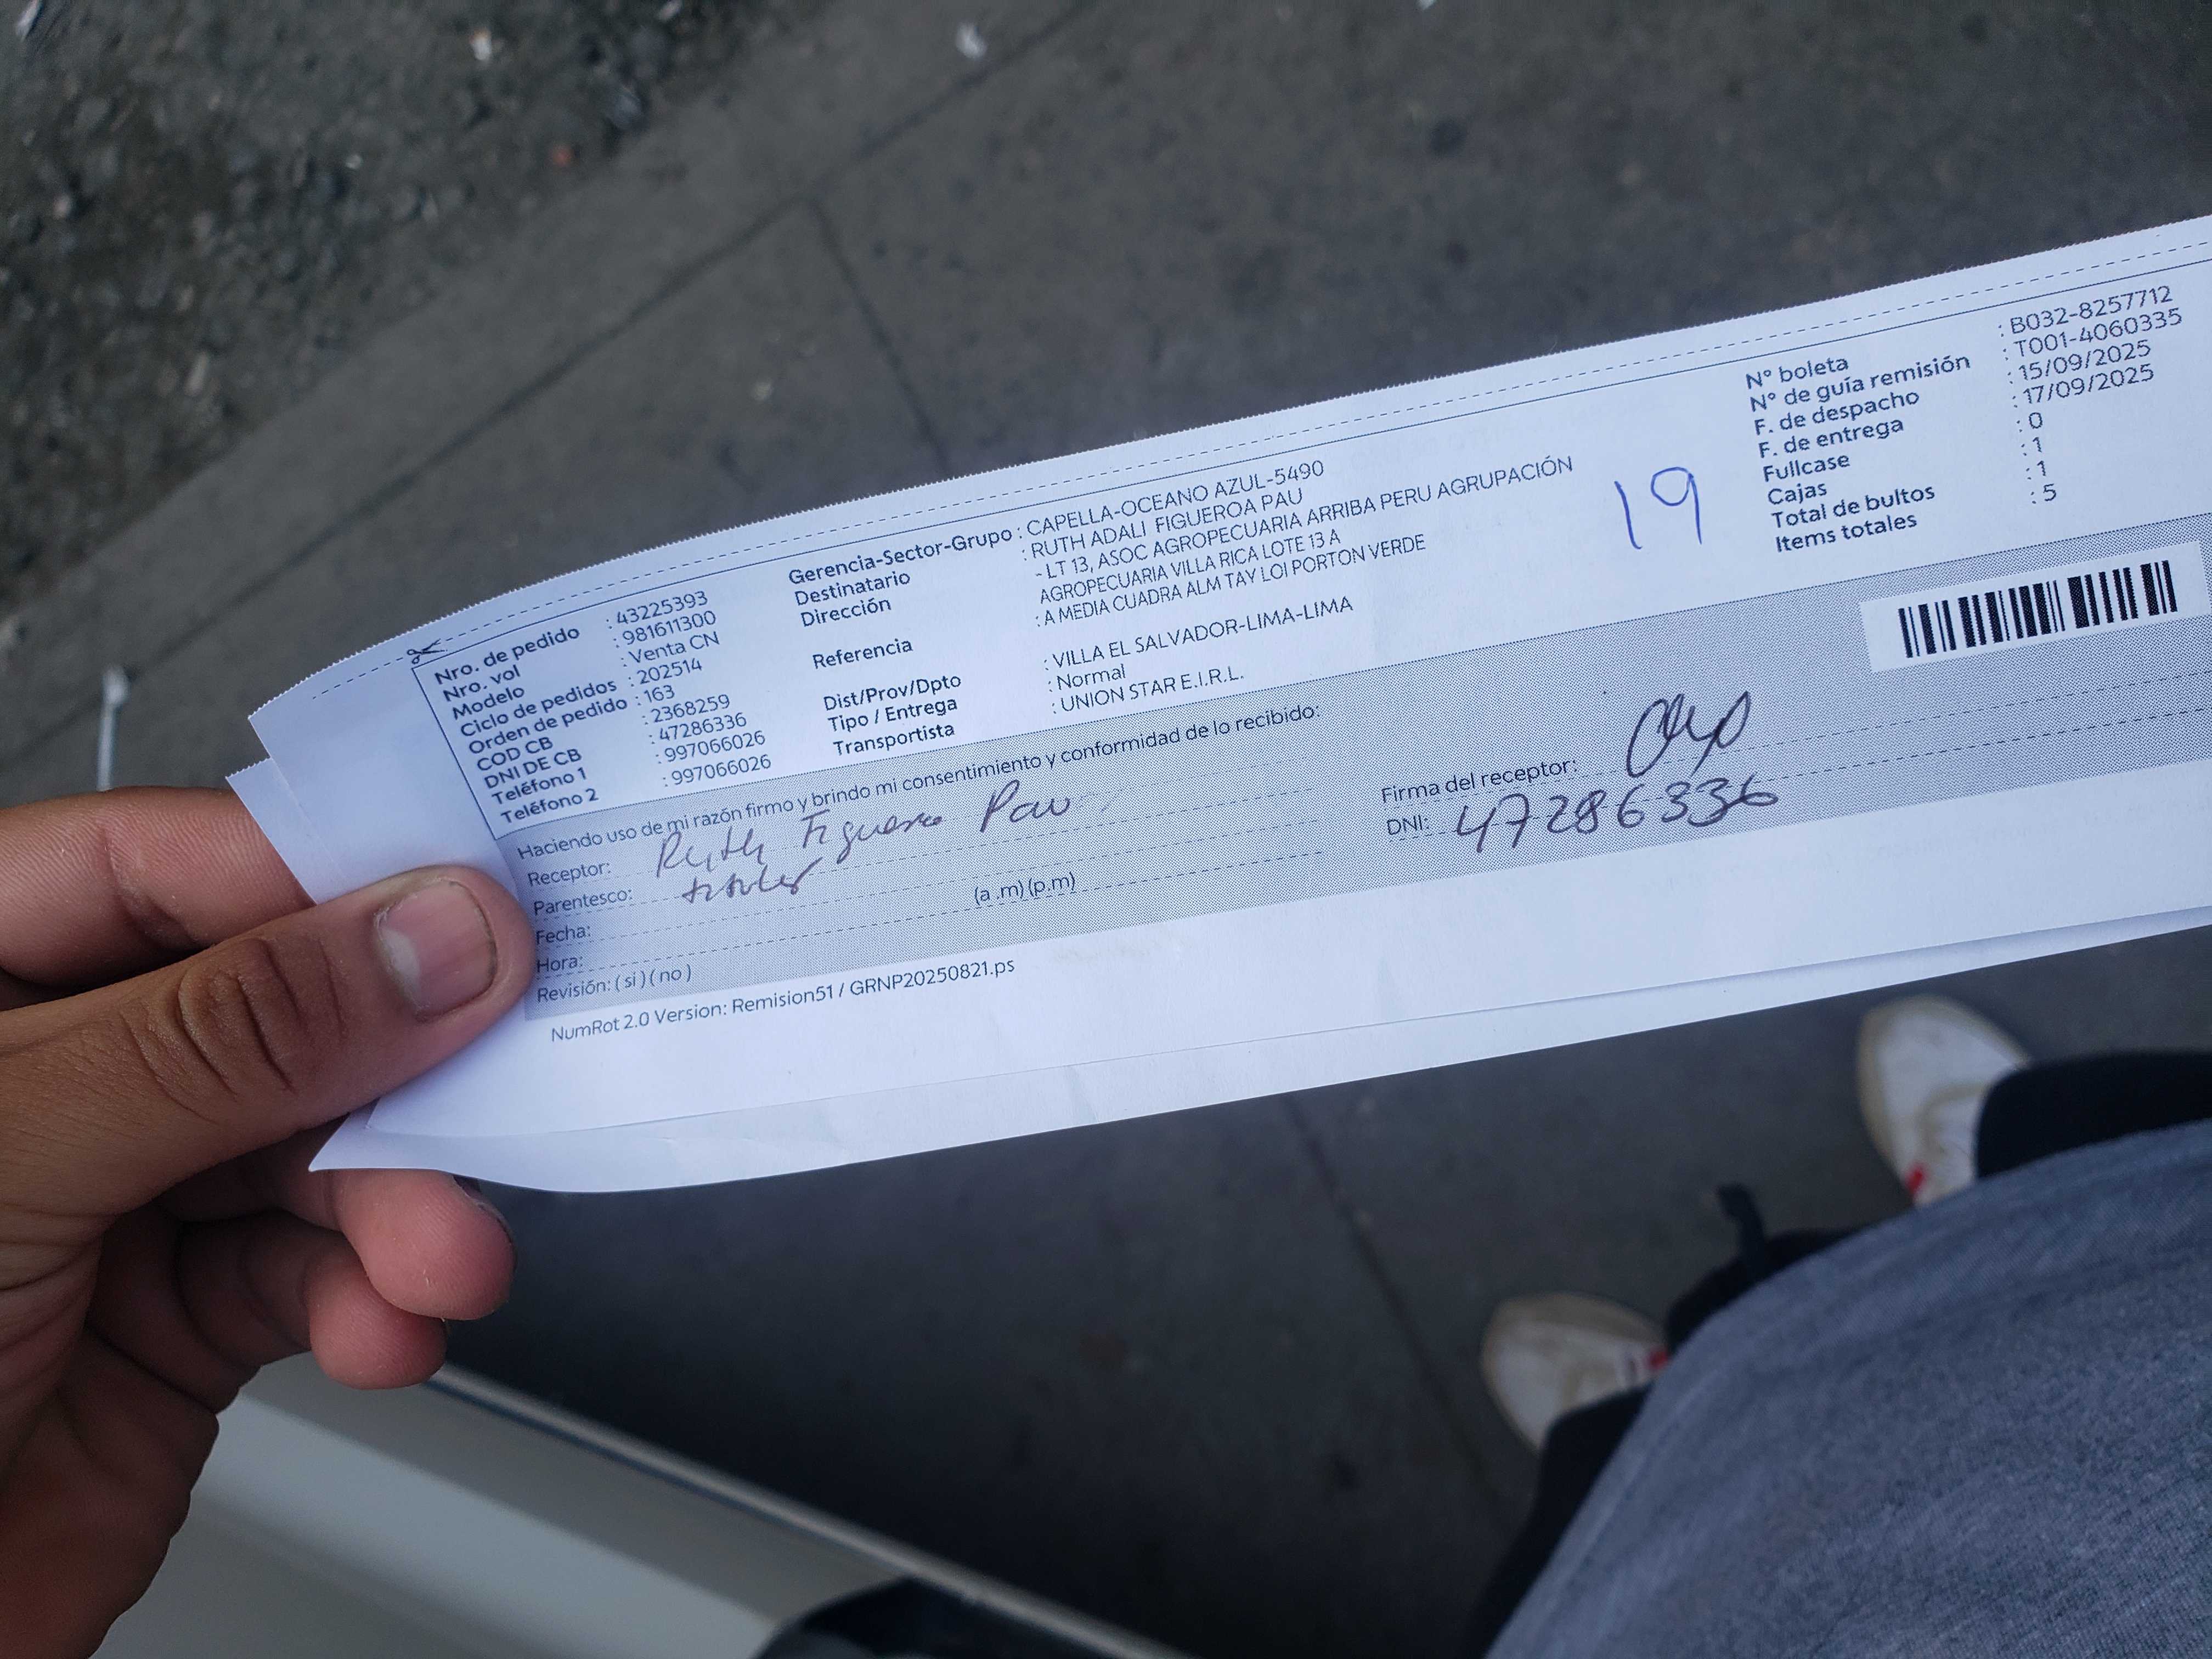 Nro. de pedido : 43225393
Nro. vol : 981611300
Modelo : Venta CN
Ciclo de pedidos : 202514
Orden de pedido : 163
COD CB : 2368259
DNI DE CB : 47286336
Teléfono 1 : 997066026
Teléfono 2 : 997066026
Gerencia-Sector-Grupo : CAPELLA-OCEANO AZUL-5490
Destinatario : RUTH ADALI FIGUEROA PAU
Dirección - LT 13, ASOC AGROPECUARIA ARRIBA PERU AGRUPACIÓN
AGROPECUARIA VILLA RICA LOTE 13 A
Referencia : A MEDIA CUADRA ALM TAY LOI PORTON VERDE
Dist/Prov/Dpto : VILLA EL SALVADOR-LIMA-LIMA
Tipo / Entrega : Normal
Transportista : UNION STAR E.I.R.L.
19
N° boleta : B032-8257712
N° de guía remisión : T001-4060335
F. de despacho : 15/09/2025
F. de entrega : 17/09/2025
Fullcase : 0
Cajas : 1
Total de bultos : 1
Items totales : 5
Haciendo uso de mi razón firmo y brindo mi consentimiento y conformidad de lo recibido:
Receptor: Ruth Figueroa Pau
Parentesco: titular
Fecha:
Hora: (a .m) (p.m)
Revisión: ( si ) ( no )
Firma del receptor:
DNI: 47286336
NumRot 2.0 Version: Remision51 / GRNP20250821.ps